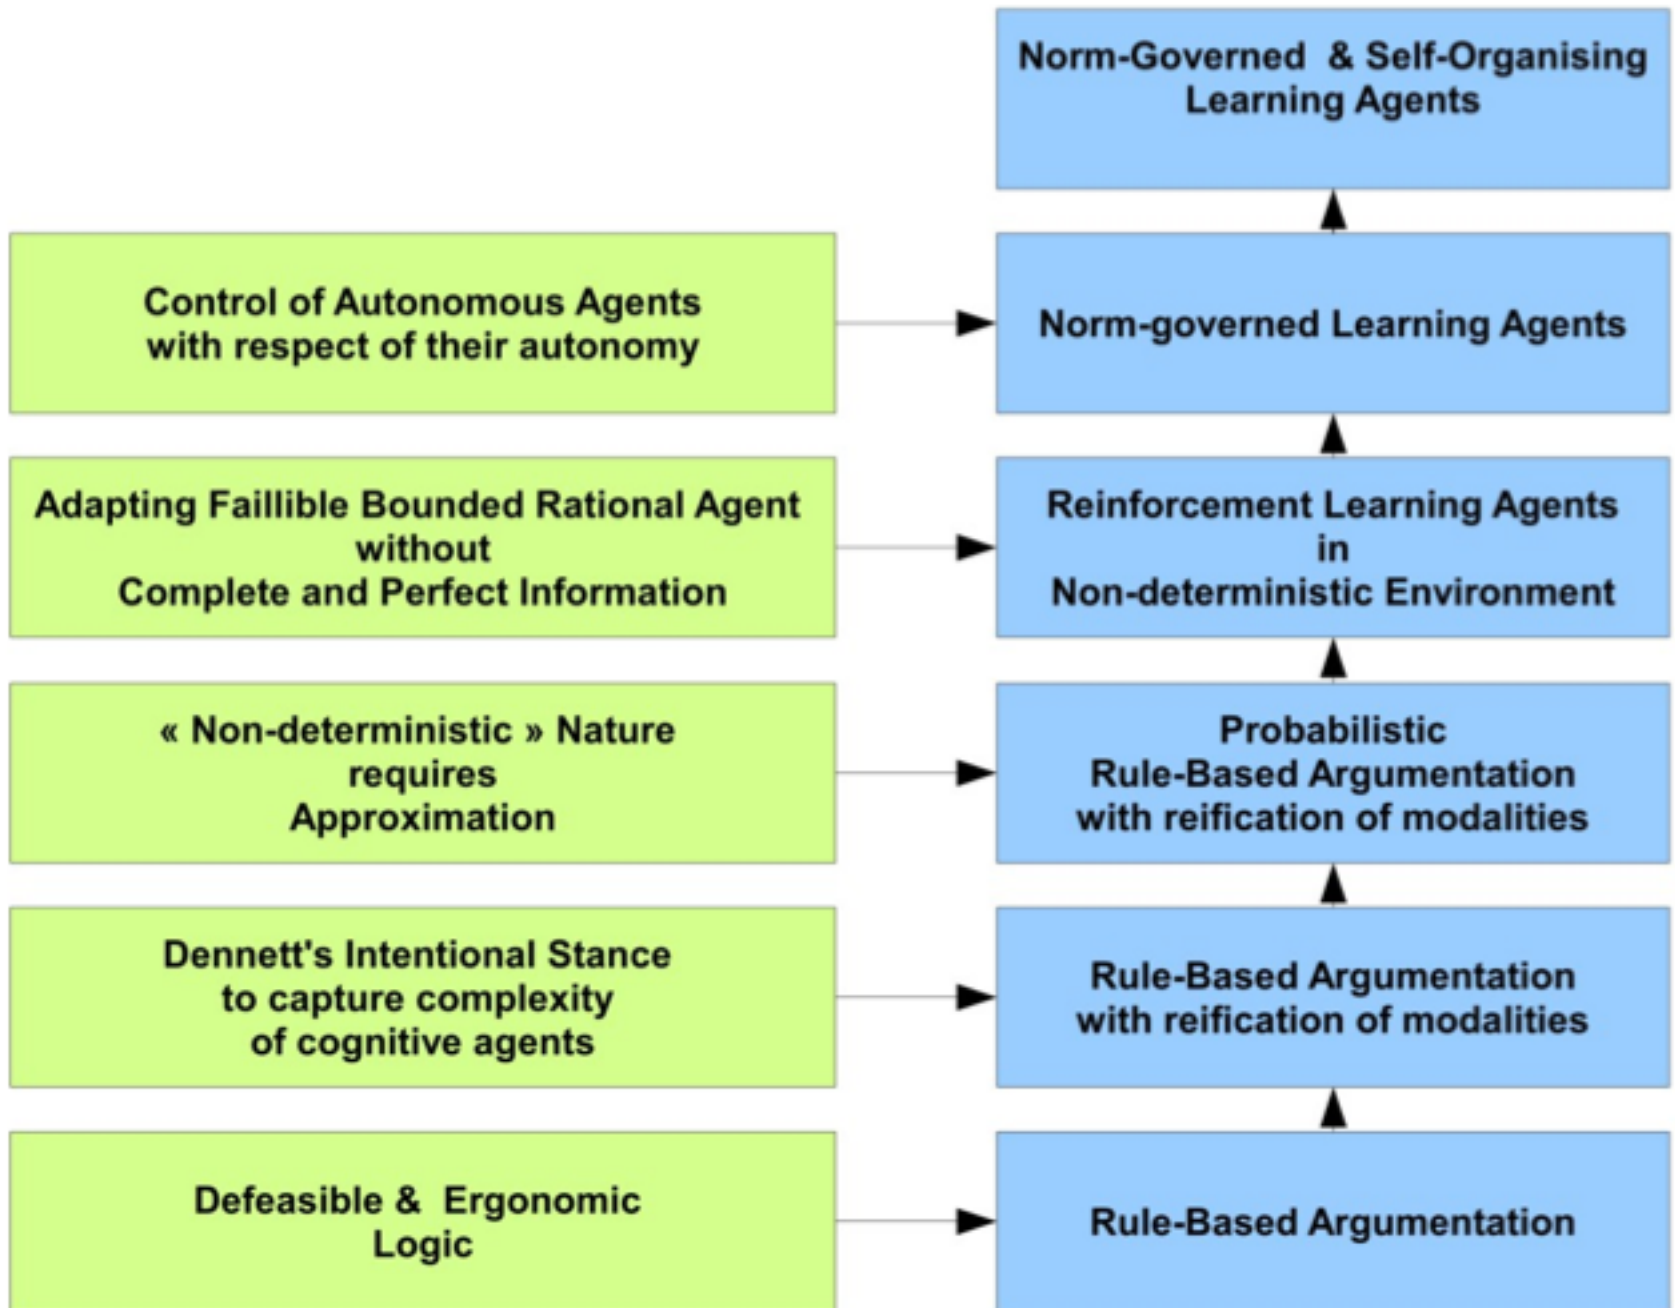 Norm-Governed & Self-Organising
Learning Agents
Control of Autonomous Agents
with respect of their autonomy
Norm-governed Learning Agents
Adapting Faillible Bounded Rational Agent
without
Complete and Perfect Information
Reinforcement Learning Agents
in
Non-deterministic Environment
« Non-deterministic » Nature
requires
Approximation
Probabilistic
Rule-Based Argumentation
with reification of modalities
Dennett's Intentional Stance
to capture complexity
of cognitive agents
Rule-Based Argumentation
with reification of modalities
Defeasible & Ergonomic
Logic
Rule-Based Argumentation